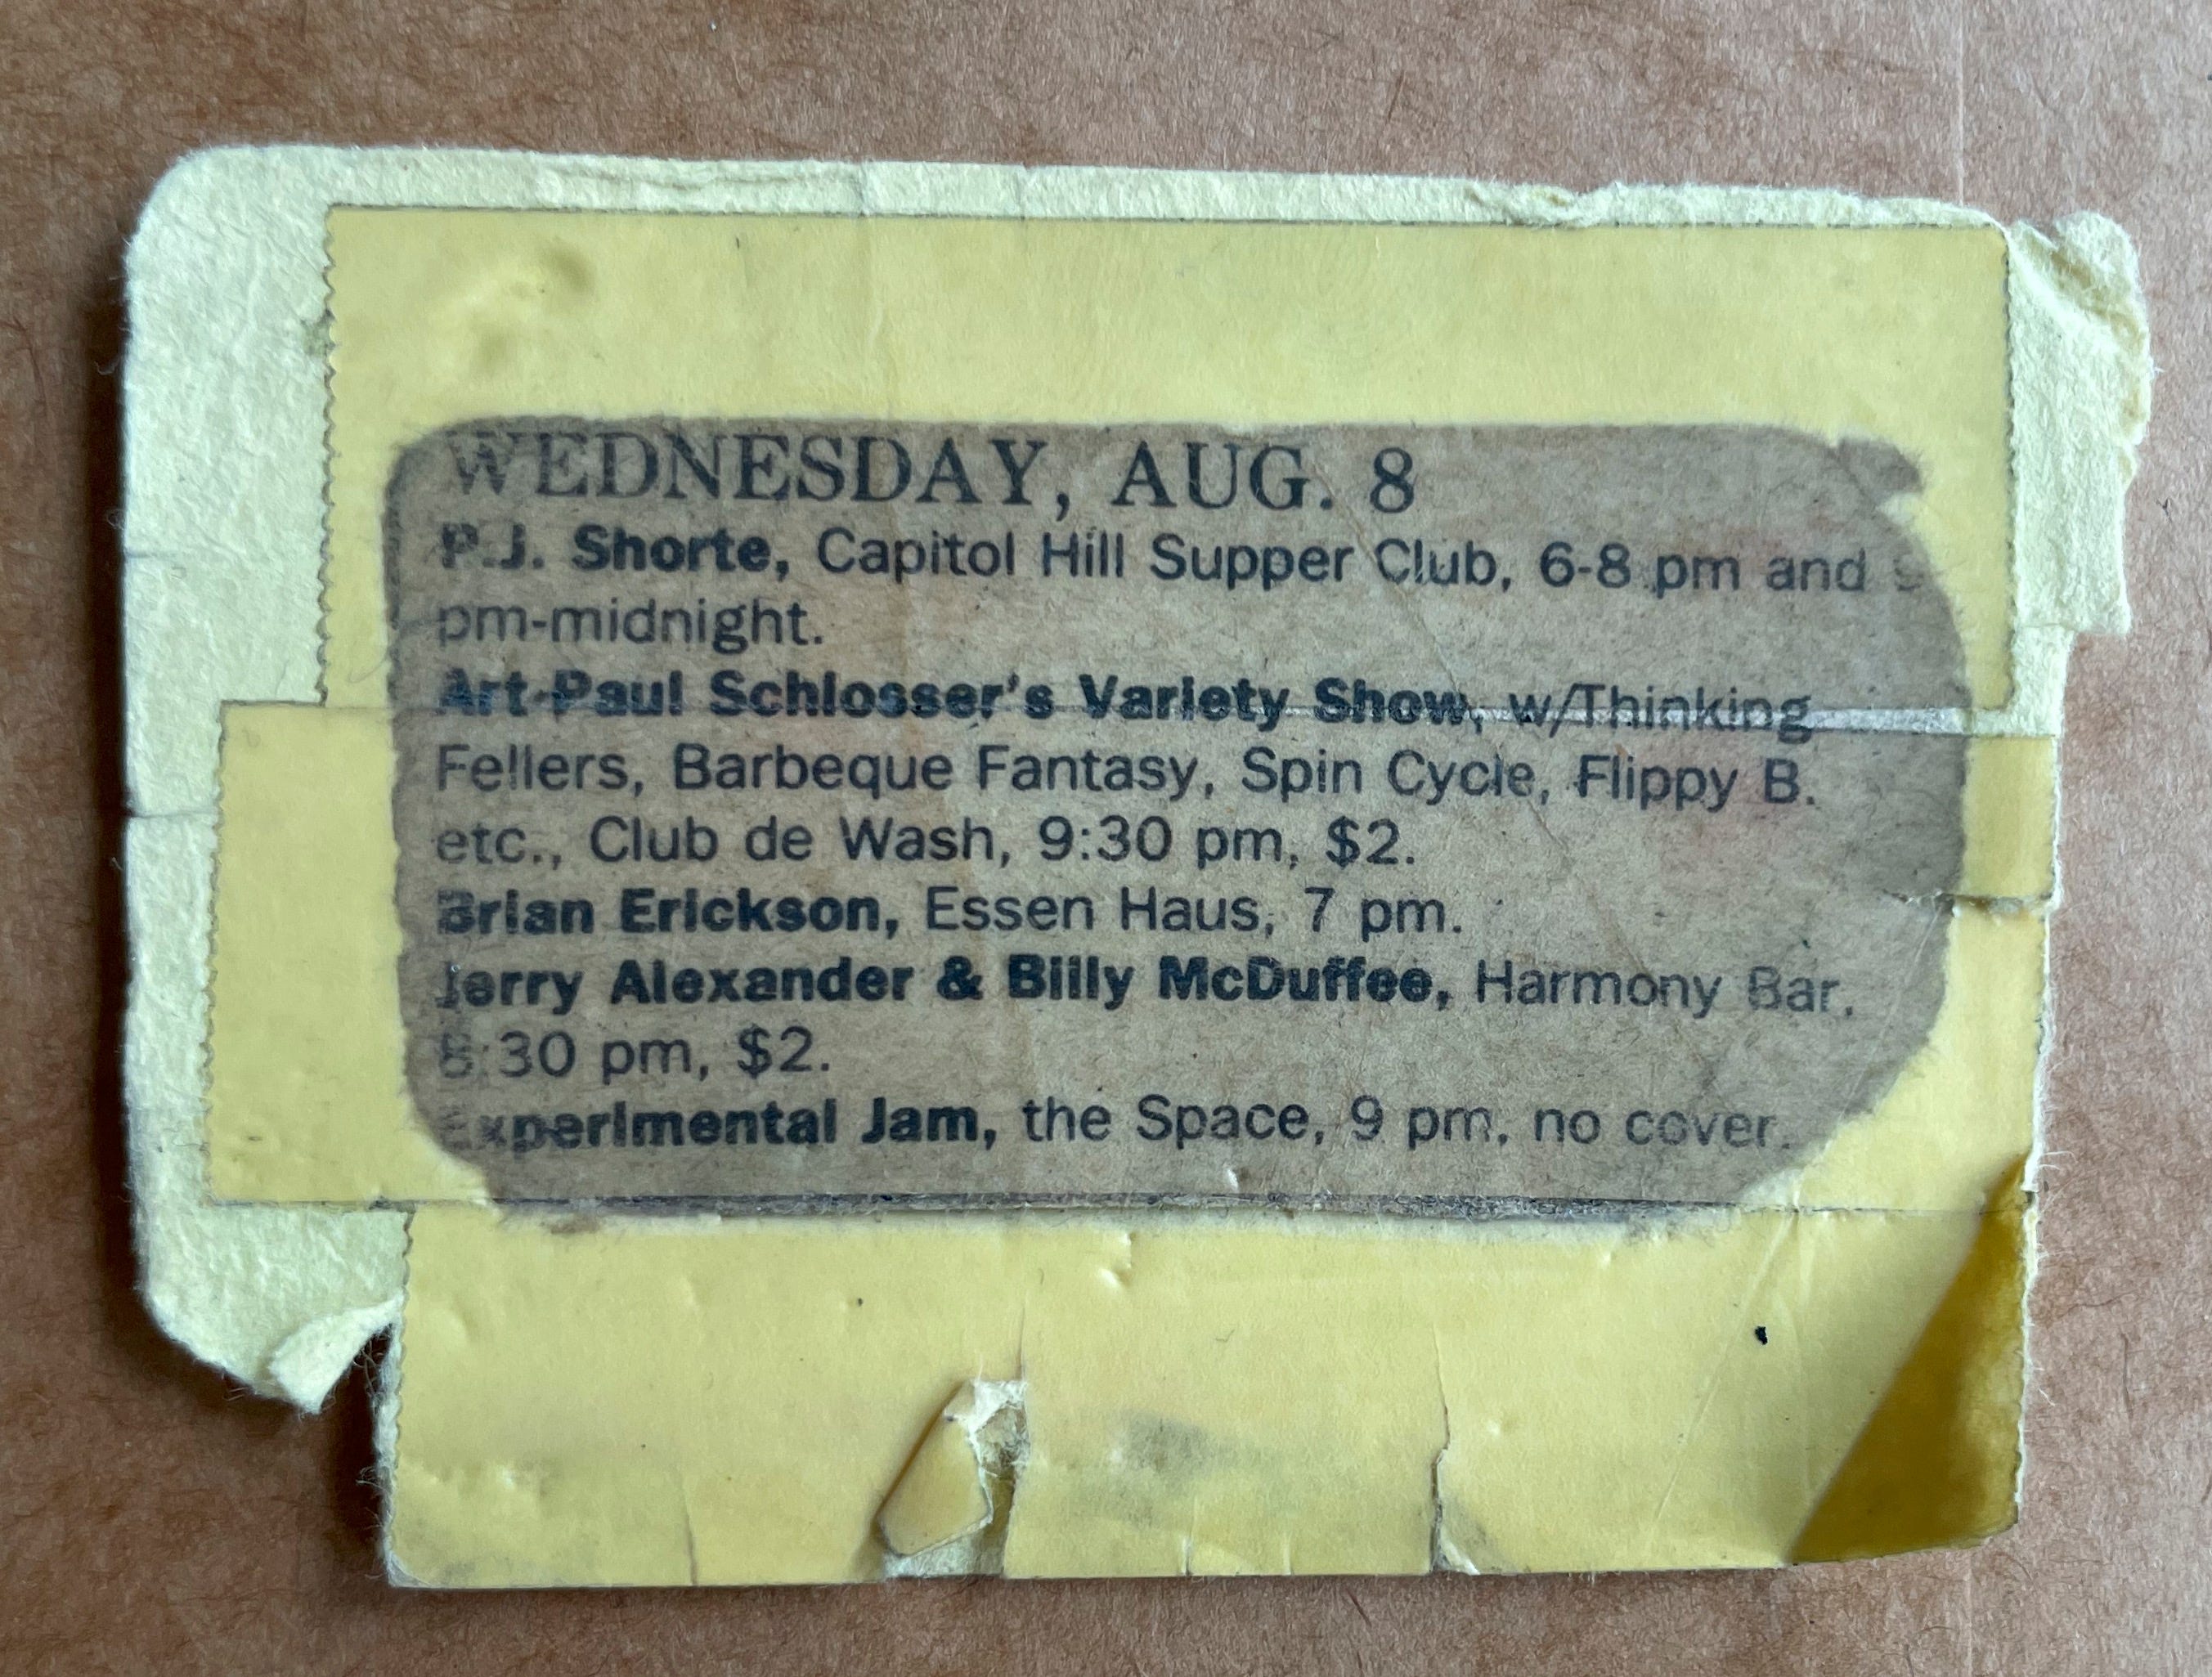 WEDNESDAY, AUG. 8
P.J. Shorte, Capitol Hill Supper Club, 6-8 pm and 9
pm-midnight.
Art Paul Schlosser's Variety Show, w/Thinking
Fellers, Barbeque Fantasy, Spin Cycle, Flippy B.
etc., Club de Wash, 9:30 pm, $2.
Brian Erickson, Essen Haus, 7 pm.
Jerry Alexander & Billy McDuffee, Harmony Bar,
8:30 pm, $2.
Experimental Jam, the Space, 9 pm, no cover.